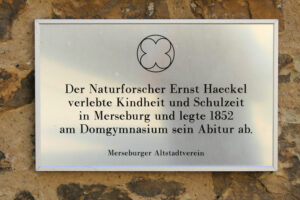 Der Naturforscher Ernst Haeckel
verlebte Kindheit und Schulzeit
in Merseburg und legte 1852
am Domgymnasium sein Abitur ab.
Merseburger Altstadtverein